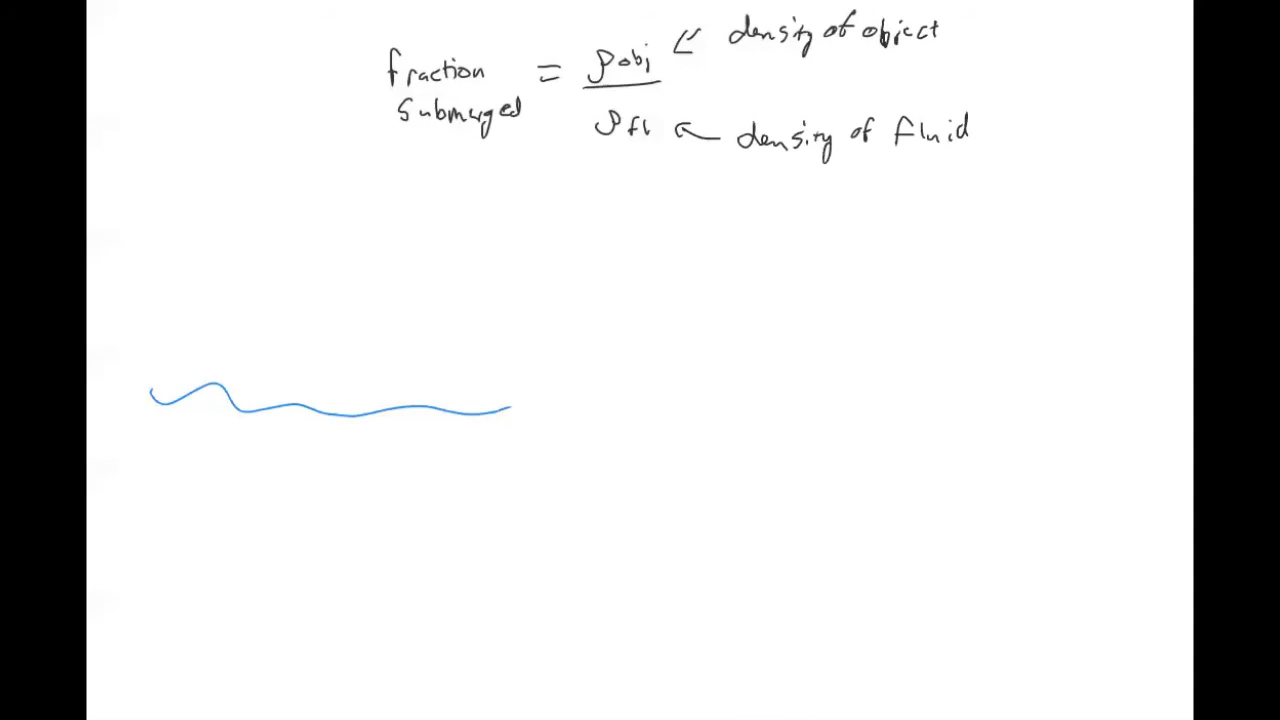 fraction submerged = ρobj / ρfl
← density of object
← density of fluid